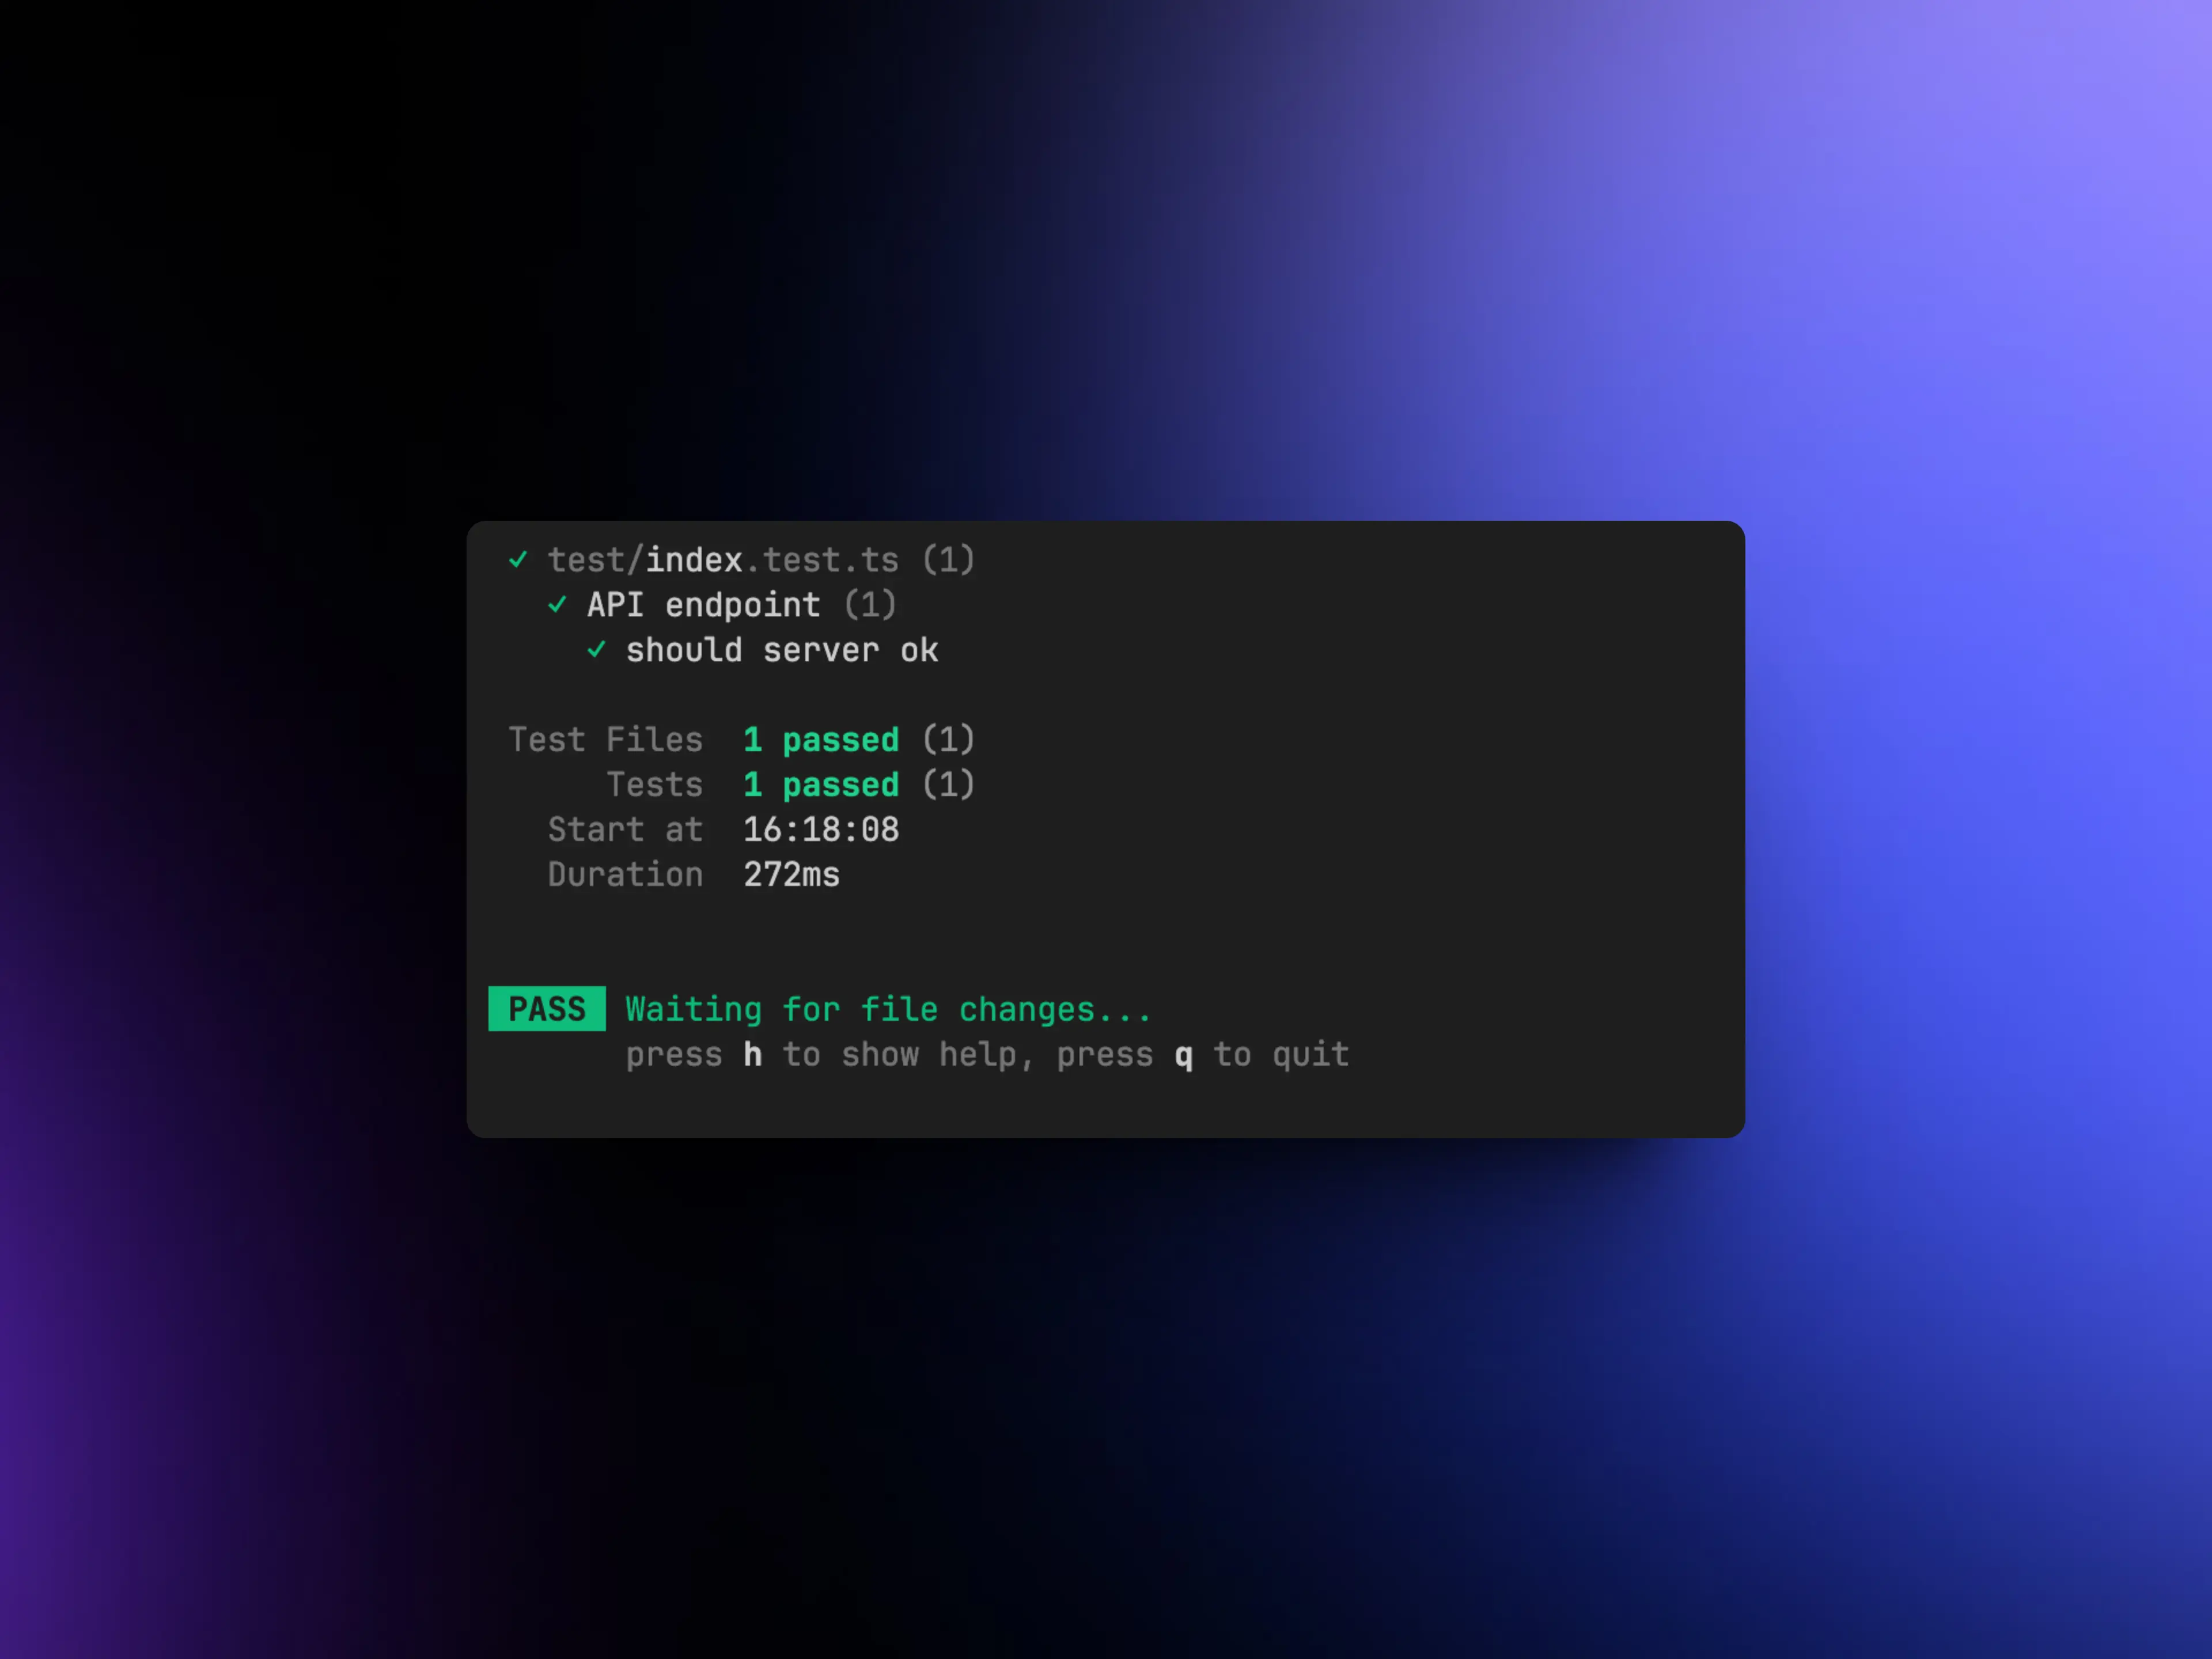 ✓ test/index.test.ts (1)
✓ API endpoint (1)
✓ should server ok
Test Files 1 passed (1)
Tests 1 passed (1)
Start at 16:18:08
Duration 272ms
PASS Waiting for file changes...
press h to show help, press q to quit